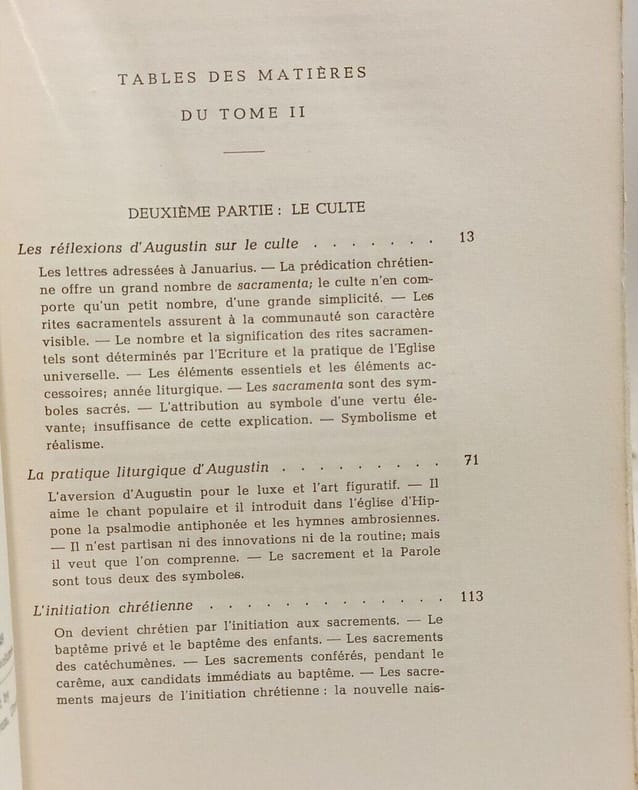 TABLES DES MATIÈRES
DU TOME II
DEUXIÈME PARTIE : LE CULTE
Les réflexions d'Augustin sur le culte . . . . . . . 13
Les lettres adressées à Januarius. — La prédication chrétien-
ne offre un grand nombre de sacramenta; le culte n'en com-
porte qu'un petit nombre, d'une grande simplicité. — Les
rites sacramentels assurent à la communauté son caractère
visible. — Le nombre et la signification des rites sacramen-
tels sont déterminés par l'Ecriture et la pratique de l'Eglise
universelle. — Les éléments essentiels et les éléments ac-
cessoires; année liturgique. — Les sacramenta sont des sym-
boles sacrés. — L'attribution au symbole d'une vertu éle-
vante; insuffisance de cette explication. — Symbolisme et
réalisme.
La pratique liturgique d'Augustin . . . . . . . . . 71
L'aversion d'Augustin pour le luxe et l'art figuratif. — Il
aime le chant populaire et il introduit dans l'église d'Hip-
pone la psalmodie antiphonée et les hymnes ambrosiennes.
— Il n'est partisan ni des innovations ni de la routine; mais
il veut que l'on comprenne. — Le sacrement et la Parole
sont tous deux des symboles.
L'initiation chrétienne . . . . . . . . . . . . . 113
On devient chrétien par l'initiation aux sacrements. — Le
baptême privé et le baptême des enfants. — Les sacrements
des catéchumènes. — Les sacrements conférés, pendant le
carême, aux candidats immédiats au baptême. — Les sacre-
ments majeurs de l'initiation chrétienne : la nouvelle nais-